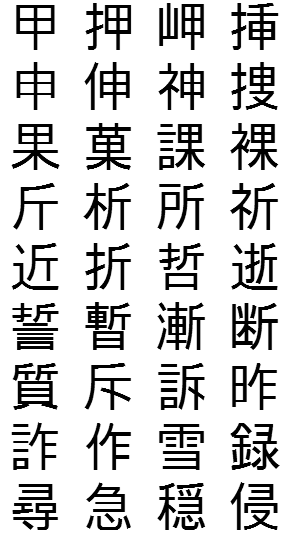 甲 押 岬 挿
申 伸 神 捜
果 菓 課 裸
斤 析 所 祈
近 折 哲 逝
誓 暫 漸 断
質 斥 訴 昨
詐 作 雪 録
尋 急 穏 侵